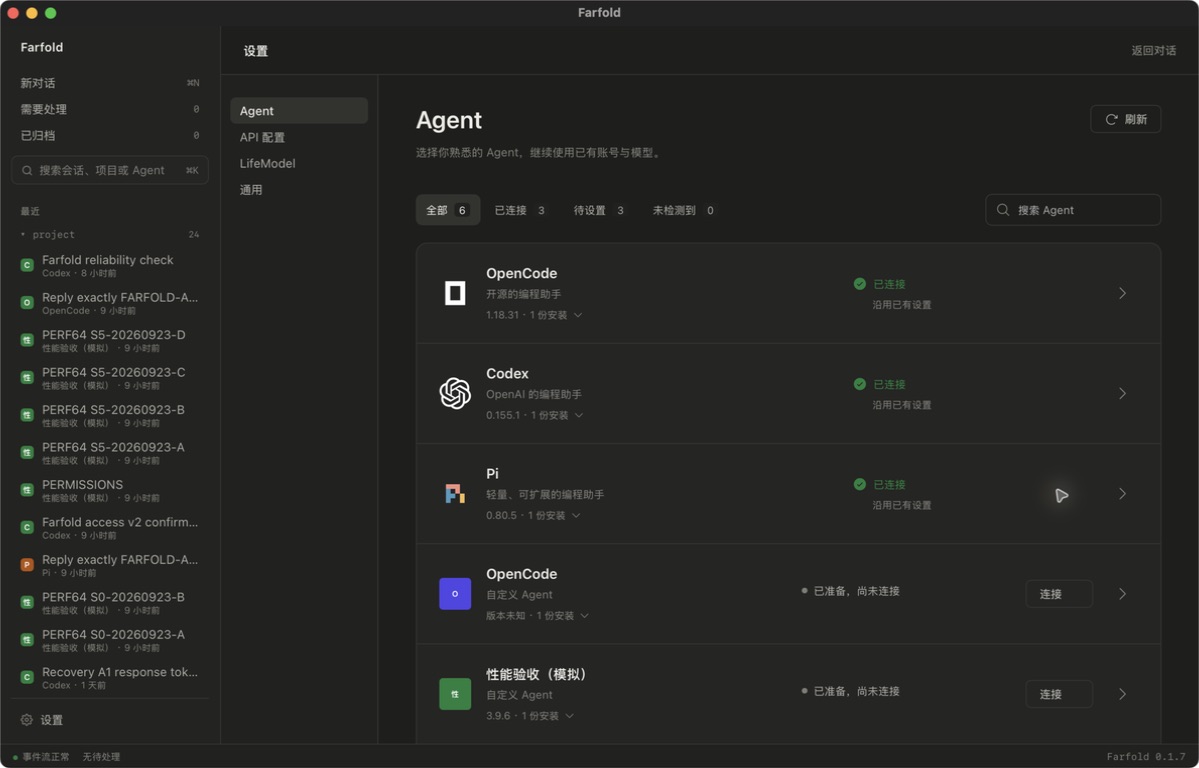 Farfold
Farfold
新对话 ⌘N
需要处理 0
已归档 0
搜索会话、项目或 Agent ⌘K
最近
• project 24
C Farfold reliability check
Codex · 8 小时前
O Reply exactly FARFOLD-A...
OpenCode · 9 小时前
性 PERF64 S5-20260923-D
性能验收（模拟） · 9 小时前
性 PERF64 S5-20260923-C
性能验收（模拟） · 9 小时前
性 PERF64 S5-20260923-B
性能验收（模拟） · 9 小时前
性 PERF64 S5-20260923-A
性能验收（模拟） · 9 小时前
性 PERMISSIONS
性能验收（模拟） · 9 小时前
C Farfold access v2 confirm...
Codex · 9 小时前
P Reply exactly FARFOLD-A...
Pi · 9 小时前
性 PERF64 S0-20260923-B
性能验收（模拟） · 9 小时前
性 PERF64 S0-20260923-A
性能验收（模拟） · 9 小时前
C Recovery A1 response tok...
Codex · 1 天前
设置
设置 返回对话
Agent
API 配置
LifeModel
通用
Agent
刷新
选择你熟悉的 Agent，继续使用已有账号与模型。
全部 6 已连接 3 待设置 3 未检测到 0
搜索 Agent
OpenCode
开源的编程助手
1.18.31 · 1 份安装
已连接
沿用已有设置
Codex
OpenAI 的编程助手
0.155.1 · 1 份安装
已连接
沿用已有设置
Pi
轻量、可扩展的编程助手
0.80.5 · 1 份安装
已连接
沿用已有设置
O
OpenCode
自定义 Agent
版本未知 · 1 份安装
已准备，尚未连接
连接
性
性能验收（模拟）
自定义 Agent
3.9.6 · 1 份安装
已准备，尚未连接
连接
事件流正常 无待处理
Farfold 0.1.7